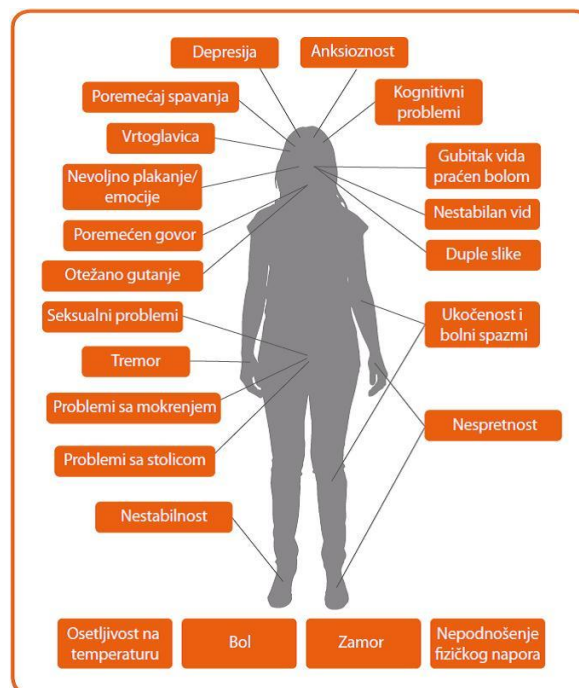 Depresija
Anksioznost
Poremećaj spavanja
Kognitivni
problemi
Vrtoglavica
Gubitak vida
praćen bolom
Nevoljno plakanje/
emocije
Nestabilan vid
Poremećen govor
Duple slike
Otežano gutanje
Seksualni problemi
Ukočenost i
bolni spazmi
Tremor
Problemi sa mokrenjem
Nespretnost
Problemi sa stolicom
Nestabilnost
Osetljivost na
temperaturu
Bol
Zamor
Nepodnošenje
fizičkog napora